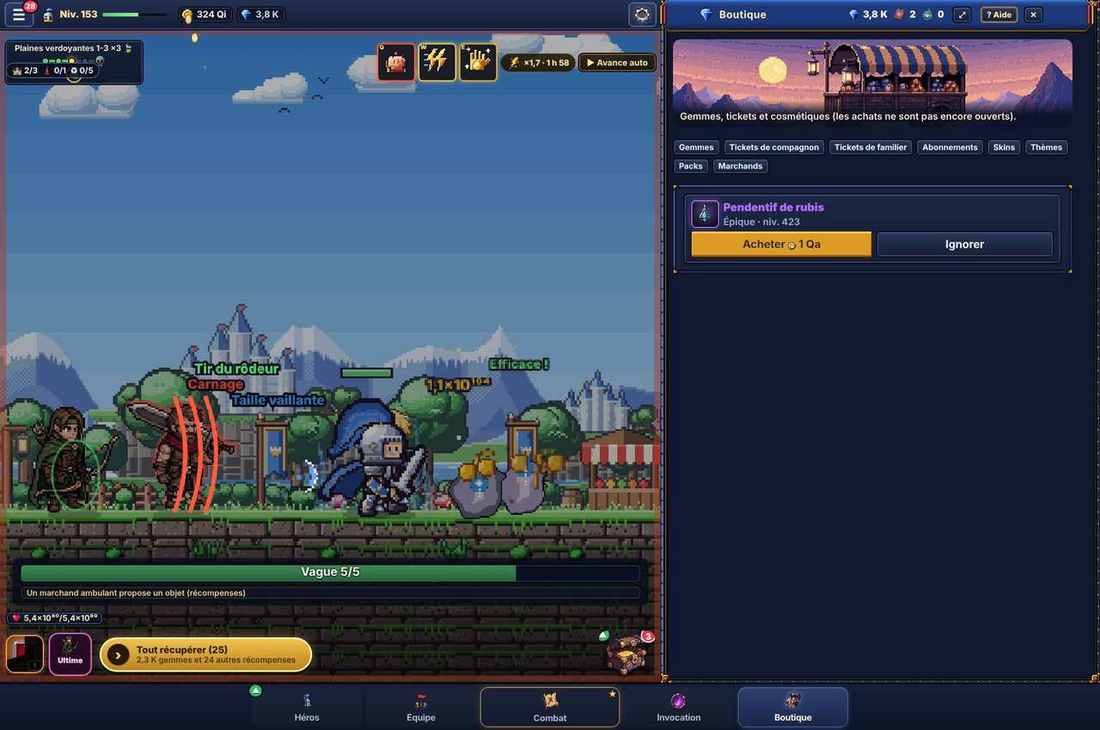 28
Niv. 153
324 Qi
3,8 K
Boutique
3,8 K
2
0
? Aide
Plaines verdoyantes 1-3 ×3
2/3
0/1
0/5
Q
W
E
×1,7 · 1 h 58
Avance auto
Gemmes, tickets et cosmétiques (les achats ne sont pas encore ouverts).
Gemmes
Tickets de compagnon
Tickets de familier
Abonnements
Skins
Thèmes
Packs
Marchands
Pendentif de rubis
Épique · niv. 423
Acheter 1 Qa
Ignorer
Efficace !
Tir du rôdeur
Carnage
Taille vaillante
Vague 5/5
Un marchand ambulant propose un objet (récompenses)
Ultime
Tout récupérer (25)
2,3 K gemmes et 24 autres récompenses
3
Héros
Équipe
Combat
Invocation
Boutique